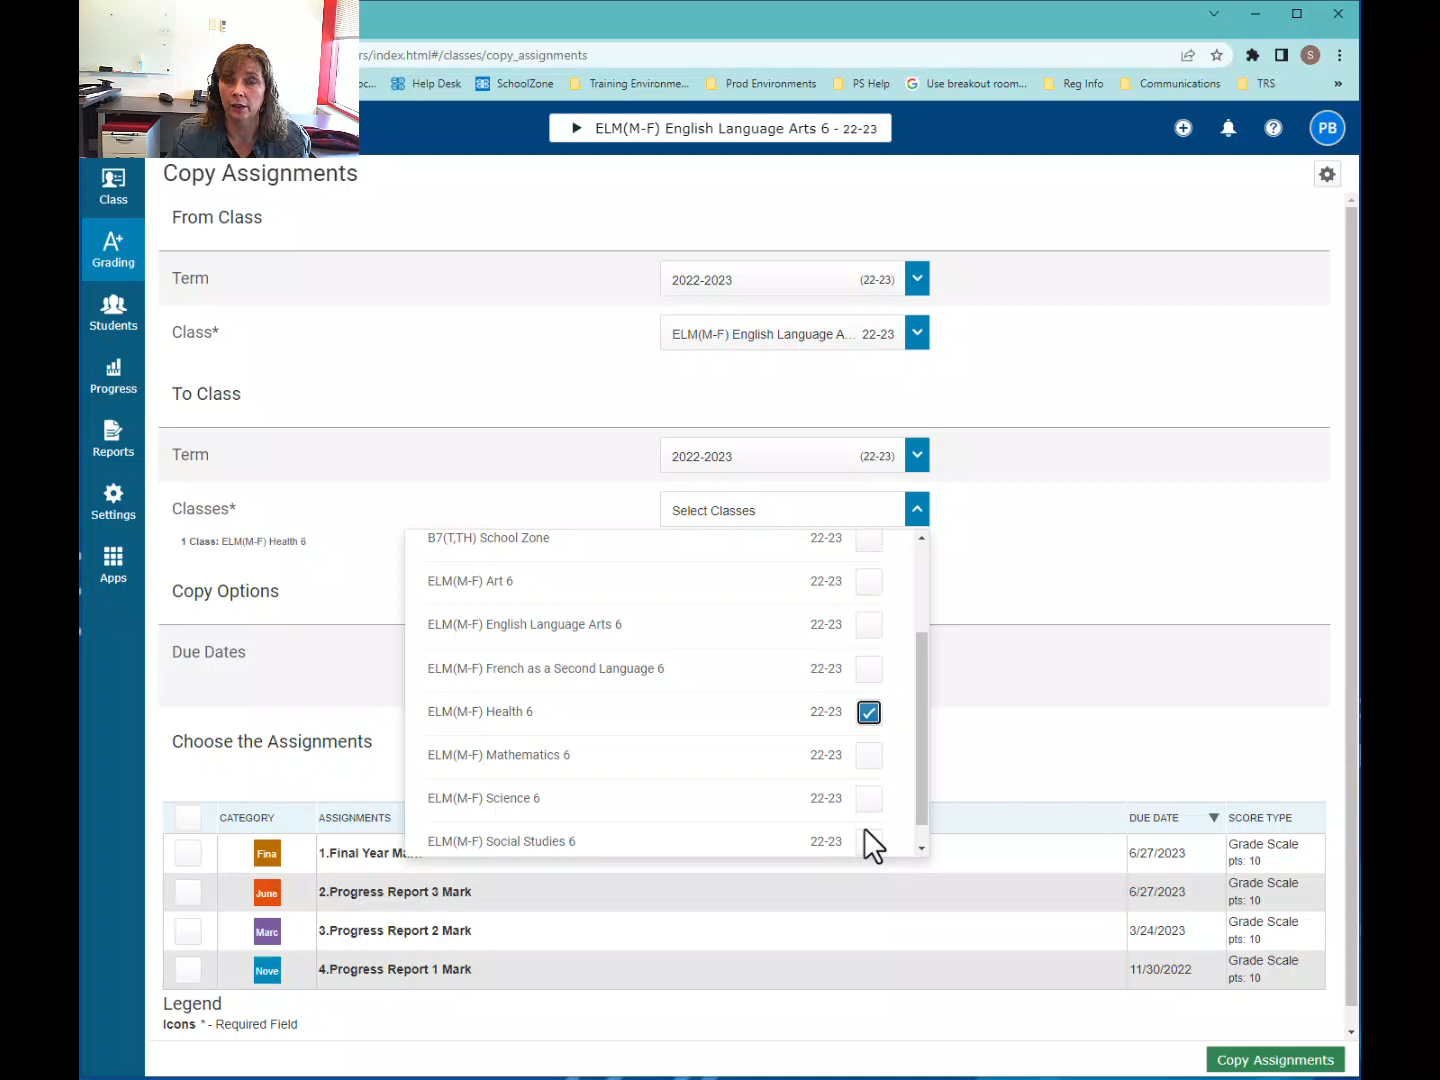 rs/index.html#/classes/copy_assignments
S
oc... Help Desk SchoolZone Training Environme... Prod Environments PS Help Use breakout room... Reg Info Communications TRS »
ELM(M-F) English Language Arts 6 - 22-23
PB
Class
Grading
Students
Progress
Reports
Settings
Apps
Copy Assignments
From Class
Term 2022-2023 (22-23)
Class* ELM(M-F) English Language A... 22-23
To Class
Term 2022-2023 (22-23)
Classes* Select Classes
1 Class: ELM(M-F) Health 6
B7(T,TH) School Zone 22-23
ELM(M-F) Art 6 22-23
ELM(M-F) English Language Arts 6 22-23
ELM(M-F) French as a Second Language 6 22-23
ELM(M-F) Health 6 22-23
ELM(M-F) Mathematics 6 22-23
ELM(M-F) Science 6 22-23
ELM(M-F) Social Studies 6 22-23
Copy Options
Due Dates
Choose the Assignments
CATEGORY ASSIGNMENTS DUE DATE SCORE TYPE
Fina 1.Final Year Ma 6/27/2023 Grade Scale
pts: 10
June 2.Progress Report 3 Mark 6/27/2023 Grade Scale
pts: 10
Marc 3.Progress Report 2 Mark 3/24/2023 Grade Scale
pts: 10
Nove 4.Progress Report 1 Mark 11/30/2022 Grade Scale
pts: 10
Legend
Icons * - Required Field
Copy Assignments